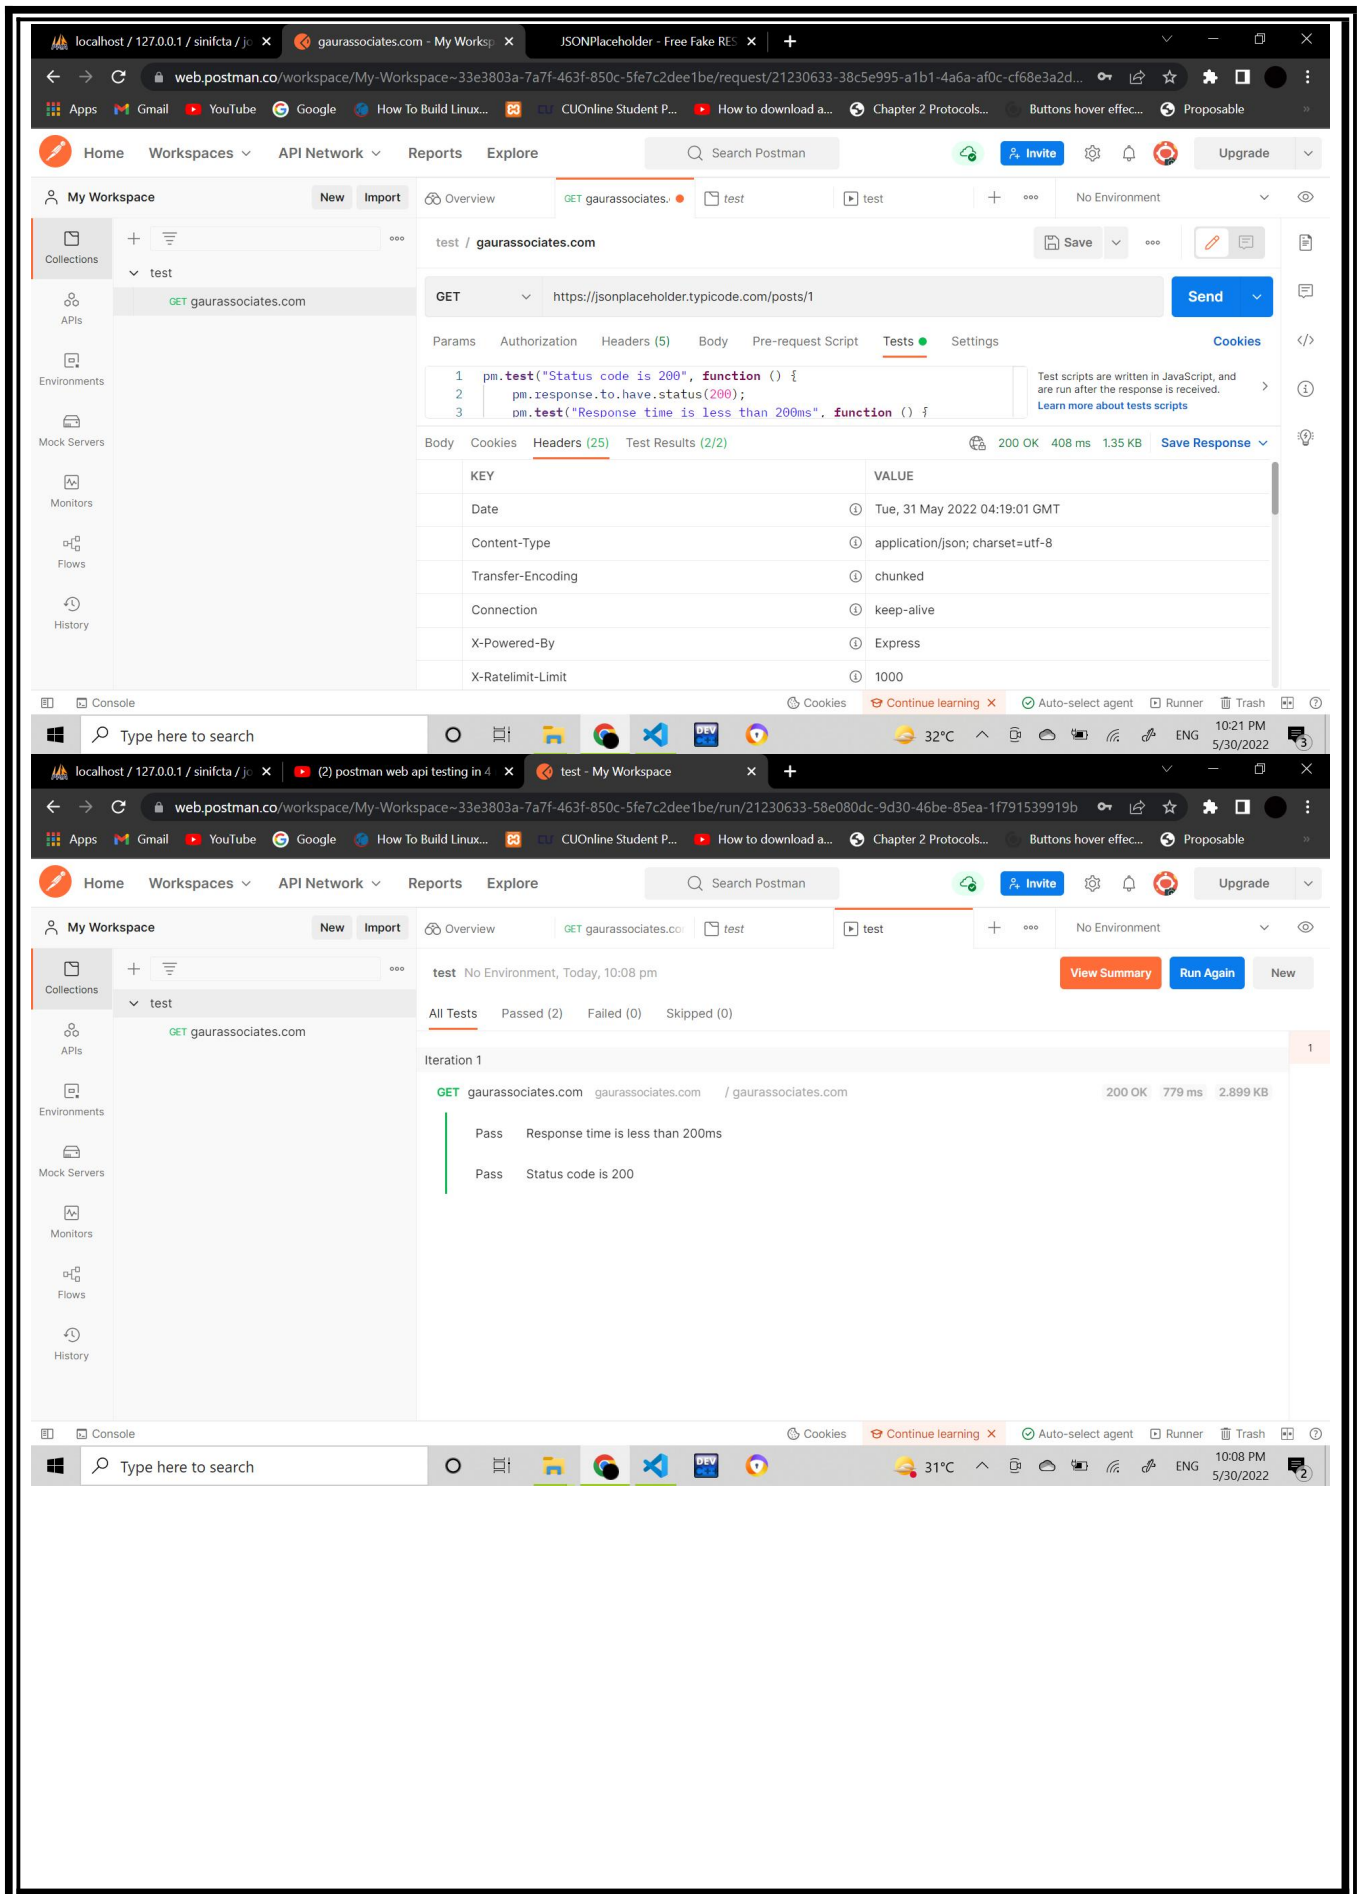 localhost / 127.0.0.1 / sinifcta / jo
gaurassociates.com - My Worksp
JSONPlaceholder - Free Fake RES
web.postman.co/workspace/My-Workspace~33e3803a-7a7f-463f-850c-5fe7c2dee1be/request/21230633-38c5e995-a1b1-4a6a-af0c-cf68e3a2d...
Apps Gmail YouTube Google How To Build Linux... CUOnline Student P... How to download a... Chapter 2 Protocols... Buttons hover effec... Proposable
Home Workspaces API Network Reports Explore Search Postman Invite Upgrade
My Workspace New Import Overview GET gaurassociates. test test No Environment
Collections
test / gaurassociates.com Save
test
GET gaurassociates.com
APIs
GET https://jsonplaceholder.typicode.com/posts/1 Send
Params Authorization Headers (5) Body Pre-request Script Tests Settings Cookies
Environments
1 pm.test("Status code is 200", function () {
2 pm.response.to.have.status(200);
3 pm.test("Response time is less than 200ms", function () {
Test scripts are written in JavaScript, and
are run after the response is received.
Learn more about tests scripts
Mock Servers
Body Cookies Headers (25) Test Results (2/2) 200 OK 408 ms 1.35 KB Save Response
KEY VALUE
Monitors
Date Tue, 31 May 2022 04:19:01 GMT
Content-Type application/json; charset=utf-8
Flows
Transfer-Encoding chunked
Connection keep-alive
History
X-Powered-By Express
X-Ratelimit-Limit 1000
Console Cookies Continue learning Auto-select agent Runner Trash
Type here to search DEV 32°C ENG 10:21 PM
5/30/2022 3
localhost / 127.0.0.1 / sinifcta / jo
(2) postman web api testing in 4
test - My Workspace
web.postman.co/workspace/My-Workspace~33e3803a-7a7f-463f-850c-5fe7c2dee1be/run/21230633-58e080dc-9d30-46be-85ea-1f791539919b
Apps Gmail YouTube Google How To Build Linux... CUOnline Student P... How to download a... Chapter 2 Protocols... Buttons hover effec... Proposable
Home Workspaces API Network Reports Explore Search Postman Invite Upgrade
My Workspace New Import Overview GET gaurassociates.co test test No Environment
Collections
test No Environment, Today, 10:08 pm View Summary Run Again New
test
All Tests Passed (2) Failed (0) Skipped (0)
GET gaurassociates.com
APIs
1
Iteration 1
Environments
GET gaurassociates.com gaurassociates.com / gaurassociates.com 200 OK 779 ms 2.899 KB
Pass Response time is less than 200ms
Mock Servers
Pass Status code is 200
Monitors
Flows
History
Console Cookies Continue learning Auto-select agent Runner Trash
Type here to search DEV 31°C ENG 10:08 PM
5/30/2022 2